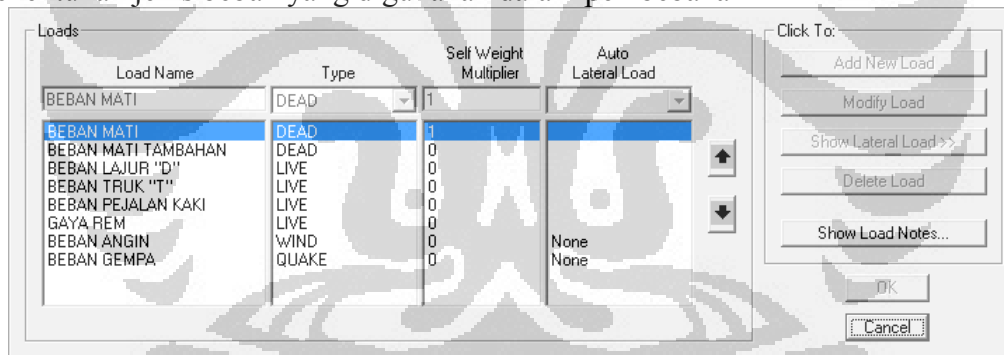 Loads
Click To:
Load Name Type Self Weight Multiplier Auto Lateral Load
BEBAN MATI DEAD 1
BEBAN MATI DEAD 1
BEBAN MATI TAMBAHAN DEAD 0
BEBAN LAJUR "D" LIVE 0
BEBAN TRUK "T" LIVE 0
BEBAN PEJALAN KAKI LIVE 0
GAYA REM LIVE 0
BEBAN ANGIN WIND 0 None
BEBAN GEMPA QUAKE 0 None
Add New Load
Modify Load
Show Lateral Load >>
Delete Load
Show Load Notes...
OK
Cancel